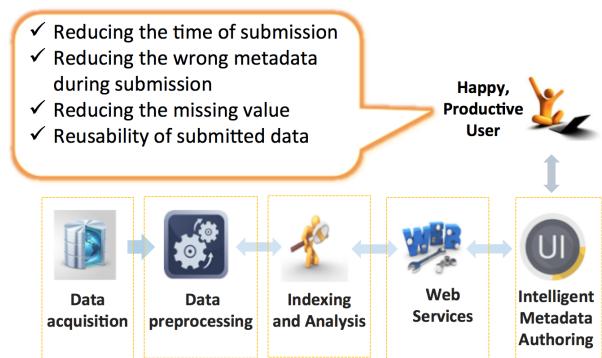 ✓ Reducing the time of submission
✓ Reducing the wrong metadata
during submission
✓ Reducing the missing value
✓ Reusability of submitted data
Happy,
Productive
User
WEB
UI
Data
acquisition
Data
preprocessing
Indexing
and Analysis
Web
Services
Intelligent
Metadata
Authoring